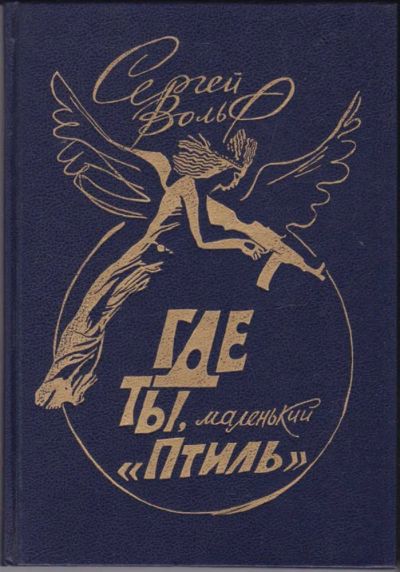 Сергей
Вольф
ГДЕ
ТЫ, маленький
«Птиль»